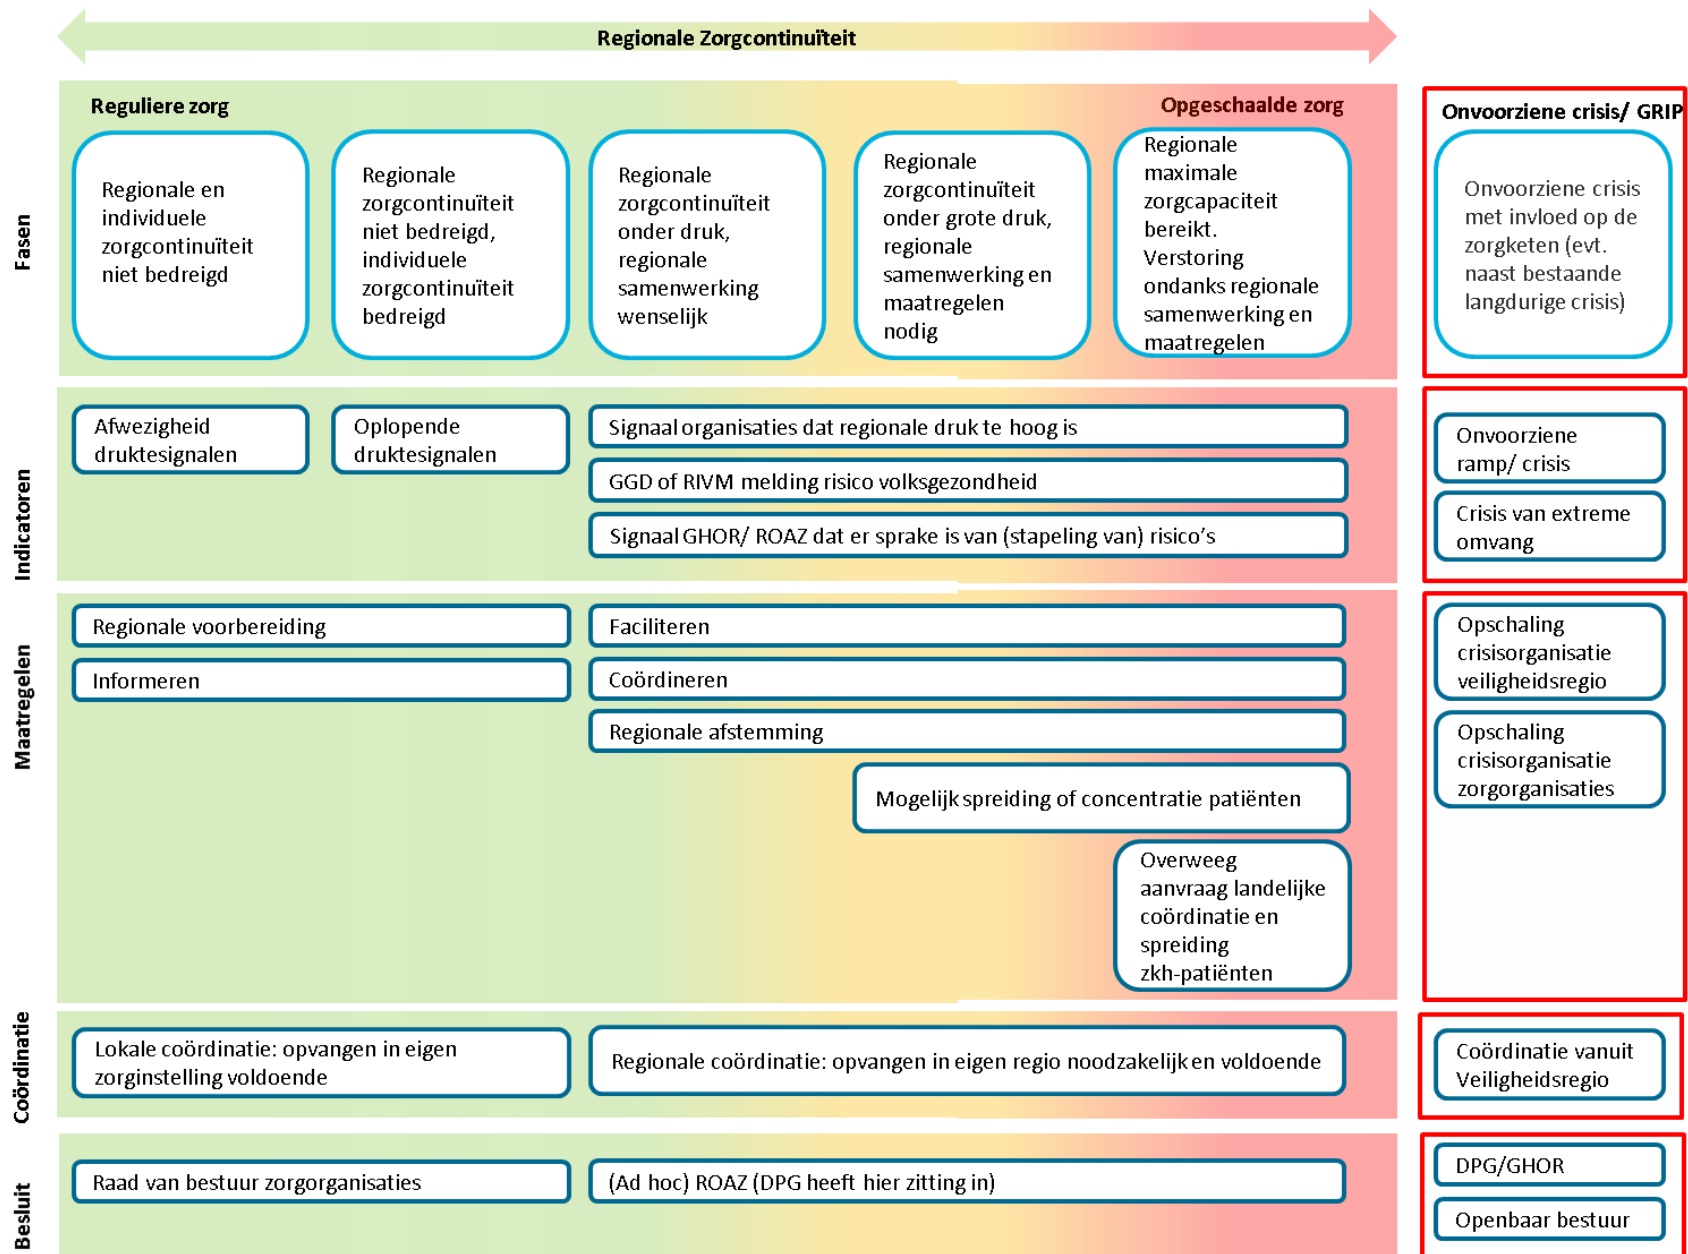 Regionale Zorgcontinuïteit
Reguliere zorg
Opgeschaalde zorg
Onvoorziene crisis/ GRIP
Fasen
Regionale en
individuele
zorgcontinuïteit
niet bedreigd
Regionale
zorgcontinuïteit
niet bedreigd,
individuele
zorgcontinuïteit
bedreigd
Regionale
zorgcontinuïteit
onder druk,
regionale
samenwerking
wenselijk
Regionale
zorgcontinuïteit
onder grote druk,
regionale
samenwerking en
maatregelen
nodig
Regionale
maximale
zorgcapaciteit
bereikt.
Verstoring
ondanks regionale
samenwerking en
maatregelen
Onvoorziene crisis
met invloed op de
zorgketen (evt.
naast bestaande
langdurige crisis)
Indicatoren
Afwezigheid
druktesignalen
Oplopende
druktesignalen
Signaal organisaties dat regionale druk te hoog is
GGD of RIVM melding risico volksgezondheid
Signaal GHOR/ ROAZ dat er sprake is van (stapeling van) risico's
Onvoorziene
ramp/ crisis
Crisis van extreme
omvang
Maatregelen
Regionale voorbereiding
Informeren
Faciliteren
Coördineren
Regionale afstemming
Mogelijk spreiding of concentratie patiënten
Overweeg
aanvraag landelijke
coördinatie en
spreiding
zkh-patiënten
Opschaling
crisisorganisatie
veiligheidsregio
Opschaling
crisisorganisatie
zorgorganisaties
Coördinatie
Lokale coördinatie: opvangen in eigen
zorginstelling voldoende
Regionale coördinatie: opvangen in eigen regio noodzakelijk en voldoende
Coördinatie vanuit
Veiligheidsregio
Besluit
Raad van bestuur zorgorganisaties
(Ad hoc) ROAZ (DPG heeft hier zitting in)
DPG/GHOR
Openbaar bestuur